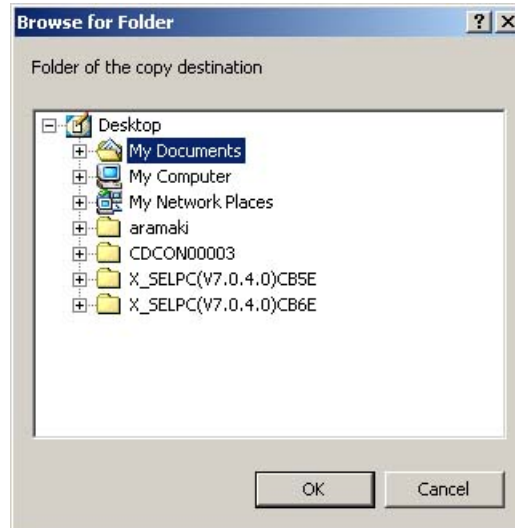 Browse for Folder
Folder of the copy destination
Desktop
My Documents
My Computer
My Network Places
aramaki
CDCON00003
X_SELPC(V7.0.4.0)CB5E
X_SELPC(V7.0.4.0)CB6E
OK Cancel